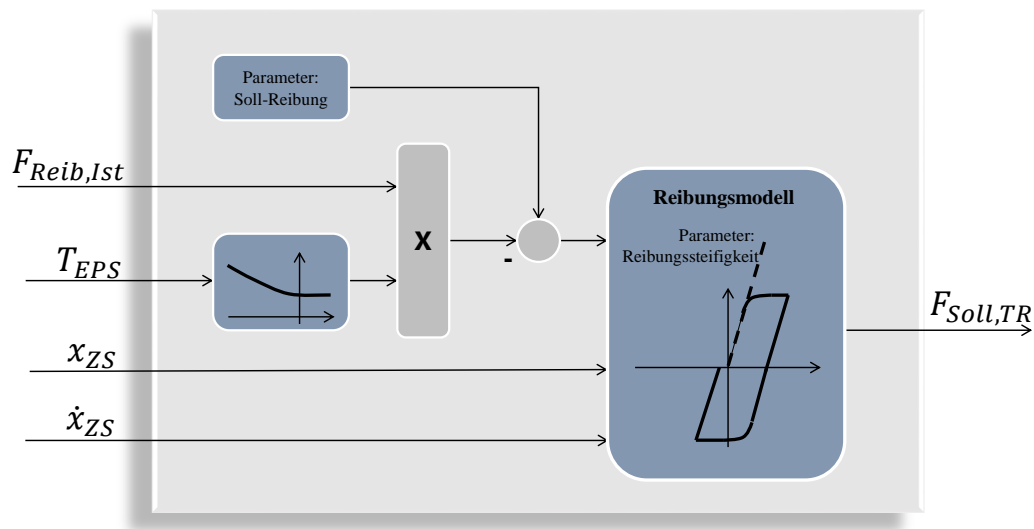 Parameter:
Soll-Reibung
F_{Reib,Ist}
X
Reibungsmodell
Parameter:
Reibungssteifigkeit
-
T_{EPS}
F_{Soll,TR}
x_{ZS}
ẋ_{ZS}